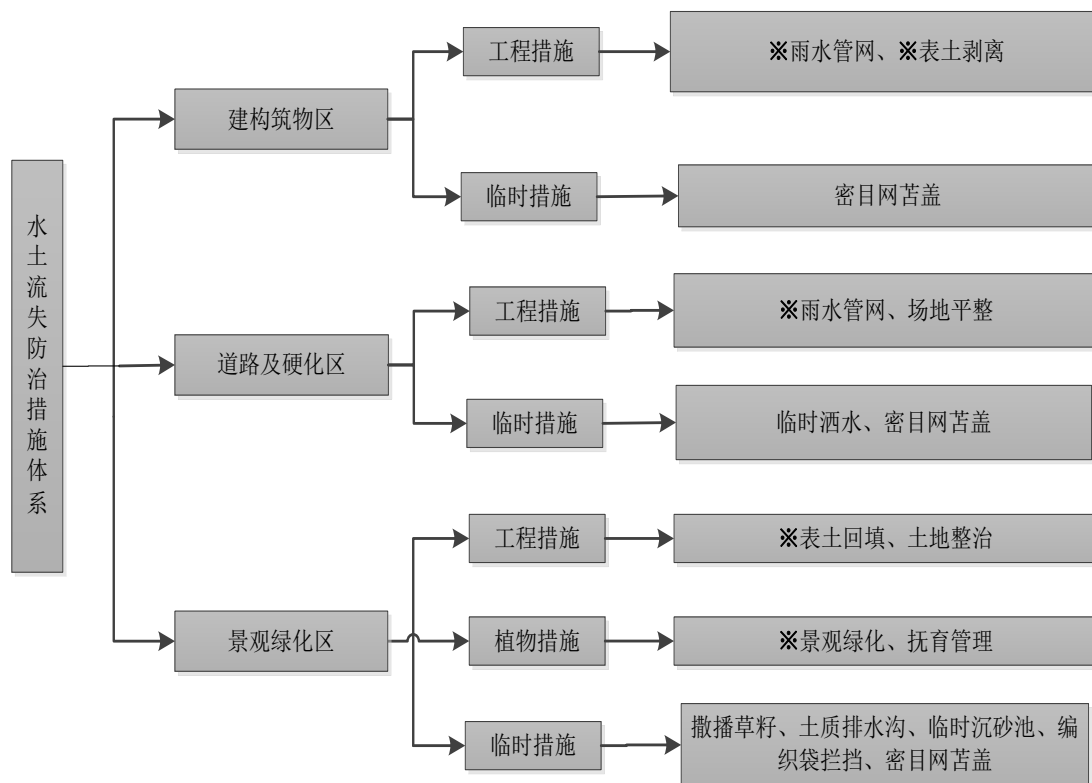 水土流失防治措施体系
建构筑物区
工程措施
※雨水管网、※表土剥离
临时措施
密目网苫盖
道路及硬化区
工程措施
※雨水管网、场地平整
临时措施
临时洒水、密目网苫盖
景观绿化区
工程措施
※表土回填、土地整治
植物措施
※景观绿化、抚育管理
临时措施
撒播草籽、土质排水沟、临时沉砂池、编
织袋拦挡、密目网苫盖